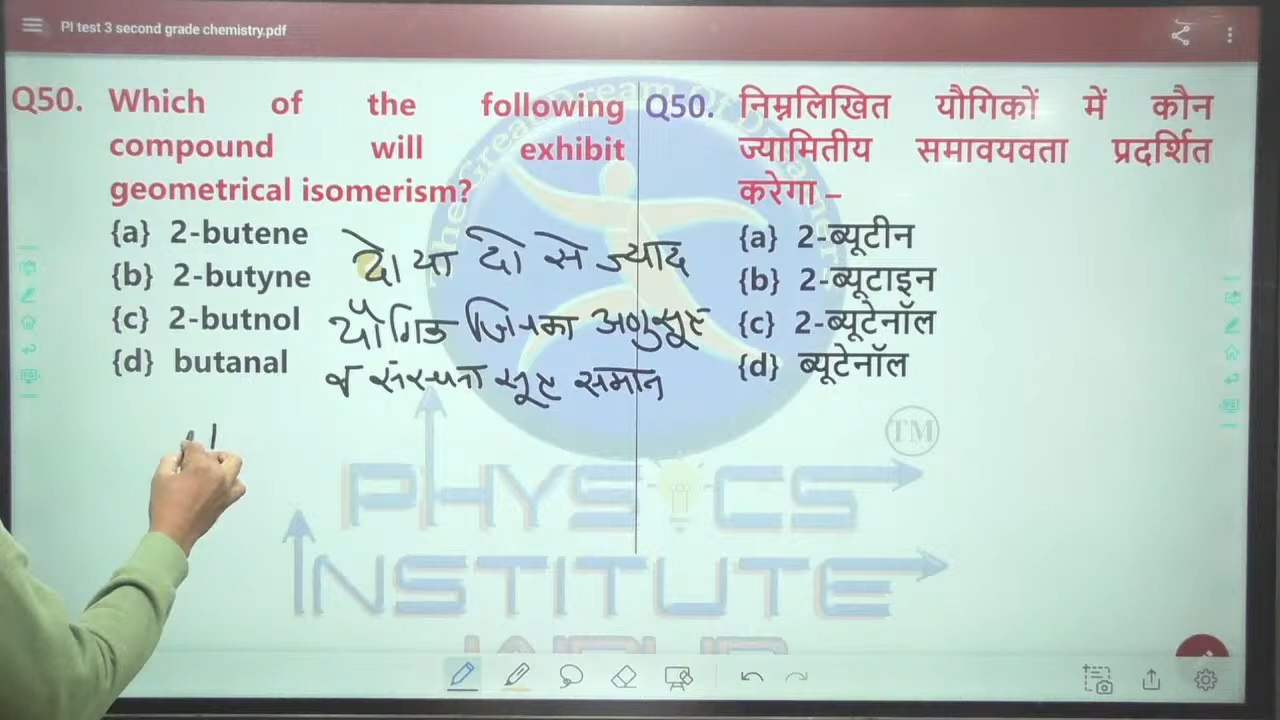 PI test 3 second grade chemistry.pdf
Q50. Which of the following
compound will exhibit
geometrical isomerism?
{a} 2-butene
{b} 2-butyne
{c} 2-butnol
{d} butanal
दो या दो से ज्याद
यौगिक जिनका अणुसूत्र
व संरचना सूत्र समान
Q50. निम्नलिखित यौगिकों में कौन
ज्यामितीय समावयवता प्रदर्शित
करेगा –
{a} 2-ब्यूटीन
{b} 2-ब्यूटाइन
{c} 2-ब्यूटेनॉल
{d} ब्यूटेनॉल
TM
PHYSICS
INSTITUTE
JAIPUR